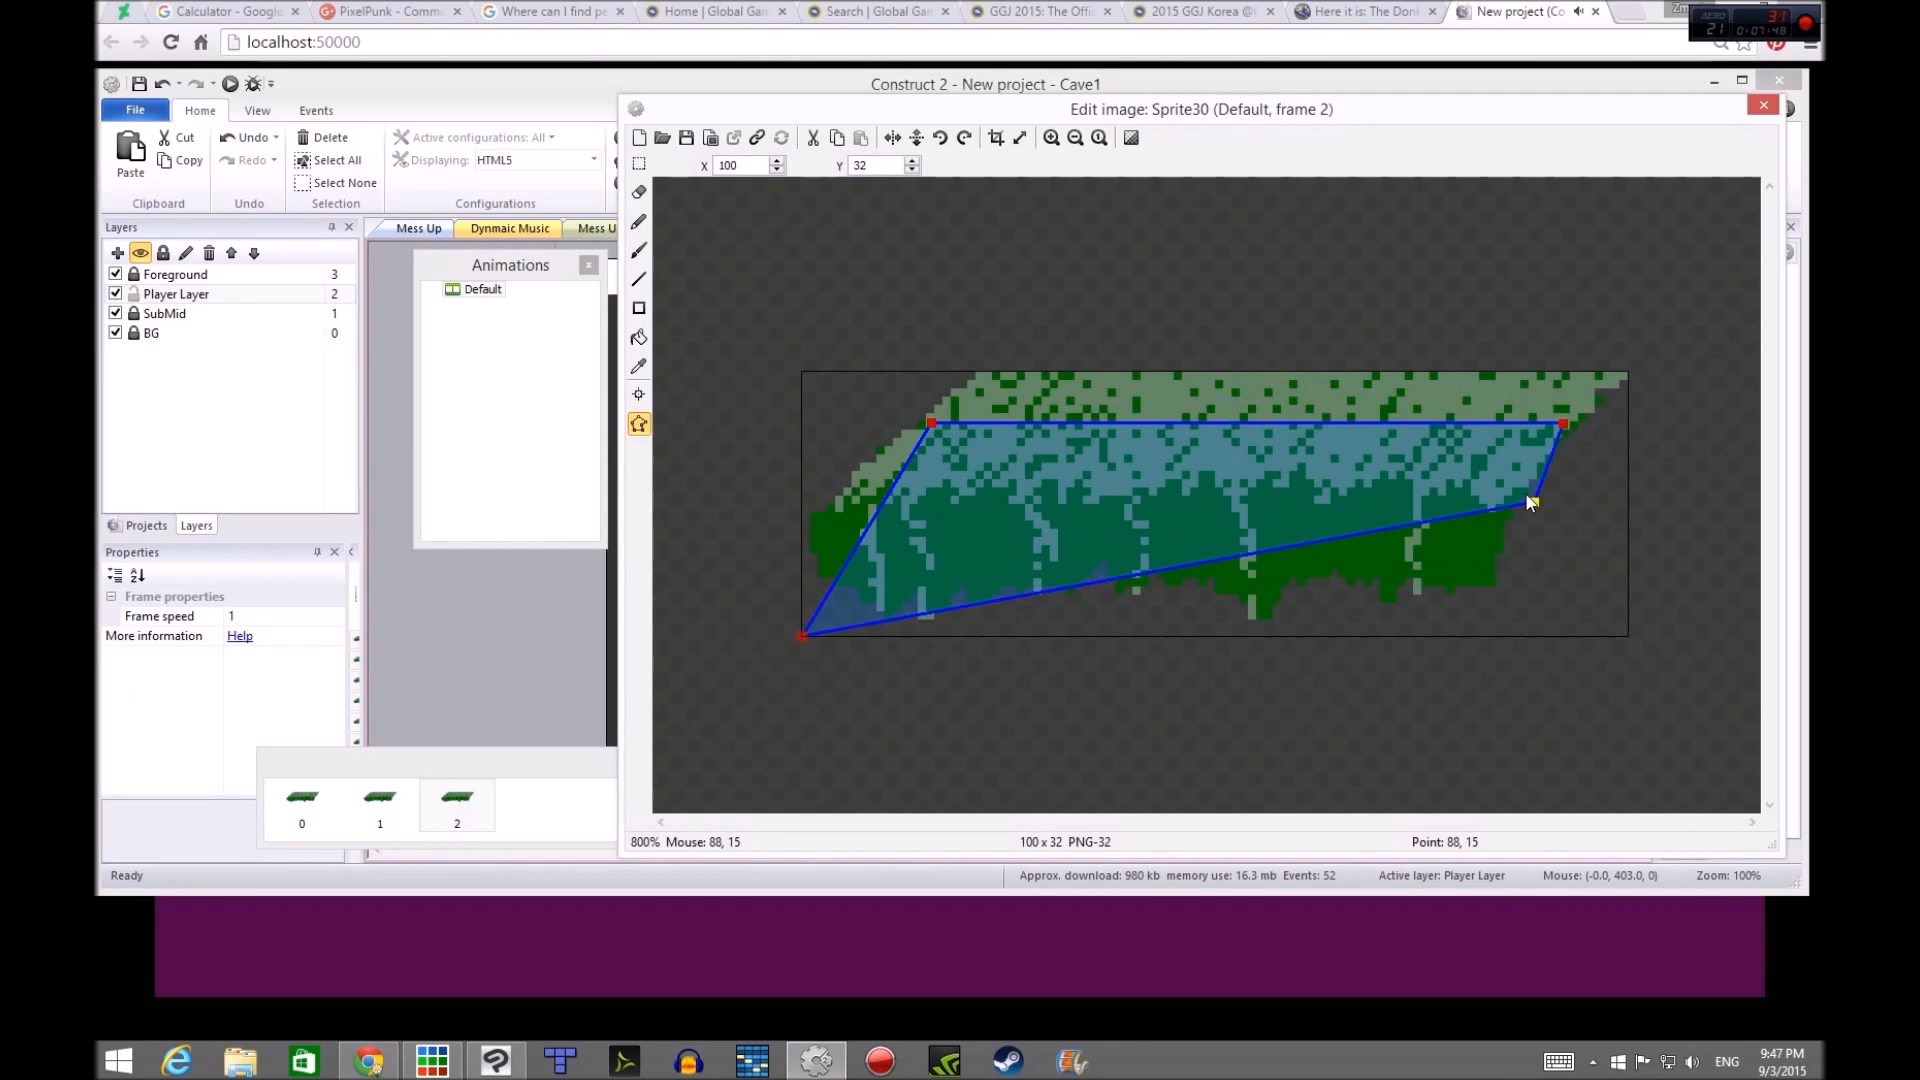 Calculator - Google
PixelPunk - Comm
Where can I find pe
Home | Global Gam
Search | Global Gam
GGJ 2015: The Offi
2015 GGJ Korea @
Here it is: The Don
New project (Co
21 31 0:07:48
localhost:50000
Construct 2 - New project - Cave1
File Home View Events
Edit image: Sprite30 (Default, frame 2)
Paste Cut Copy
Undo Redo
Delete Select All Select None
Active configurations: All
Displaying: HTML5
Clipboard Undo Selection Configurations
X 100 Y 32
Layers
Mess Up Dynmaic Music Mess U
Foreground 3
Player Layer 2
SubMid 1
BG 0
Animations
Default
Projects Layers
Properties
Frame properties
Frame speed 1
More information Help
0 1 2
800% Mouse: 88, 15 100 x 32 PNG-32 Point: 88, 15
Ready Approx. download: 980 kb memory use: 16.3 mb Events: 52 Active layer: Player Layer Mouse: (-0.0, 403.0, 0) Zoom: 100%
ENG 9:47 PM
9/3/2015